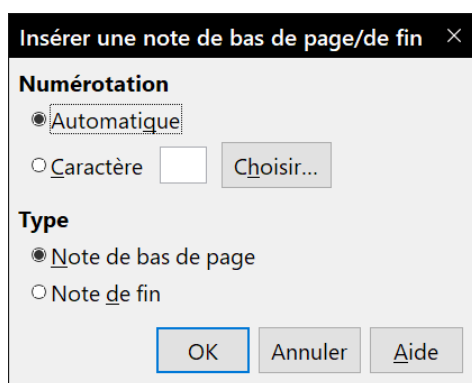 Insérer une note de bas de page/de fin ×
Numérotation
Automatique
Caractère Choisir...
Type
Note de bas de page
Note de fin
OK Annuler Aide